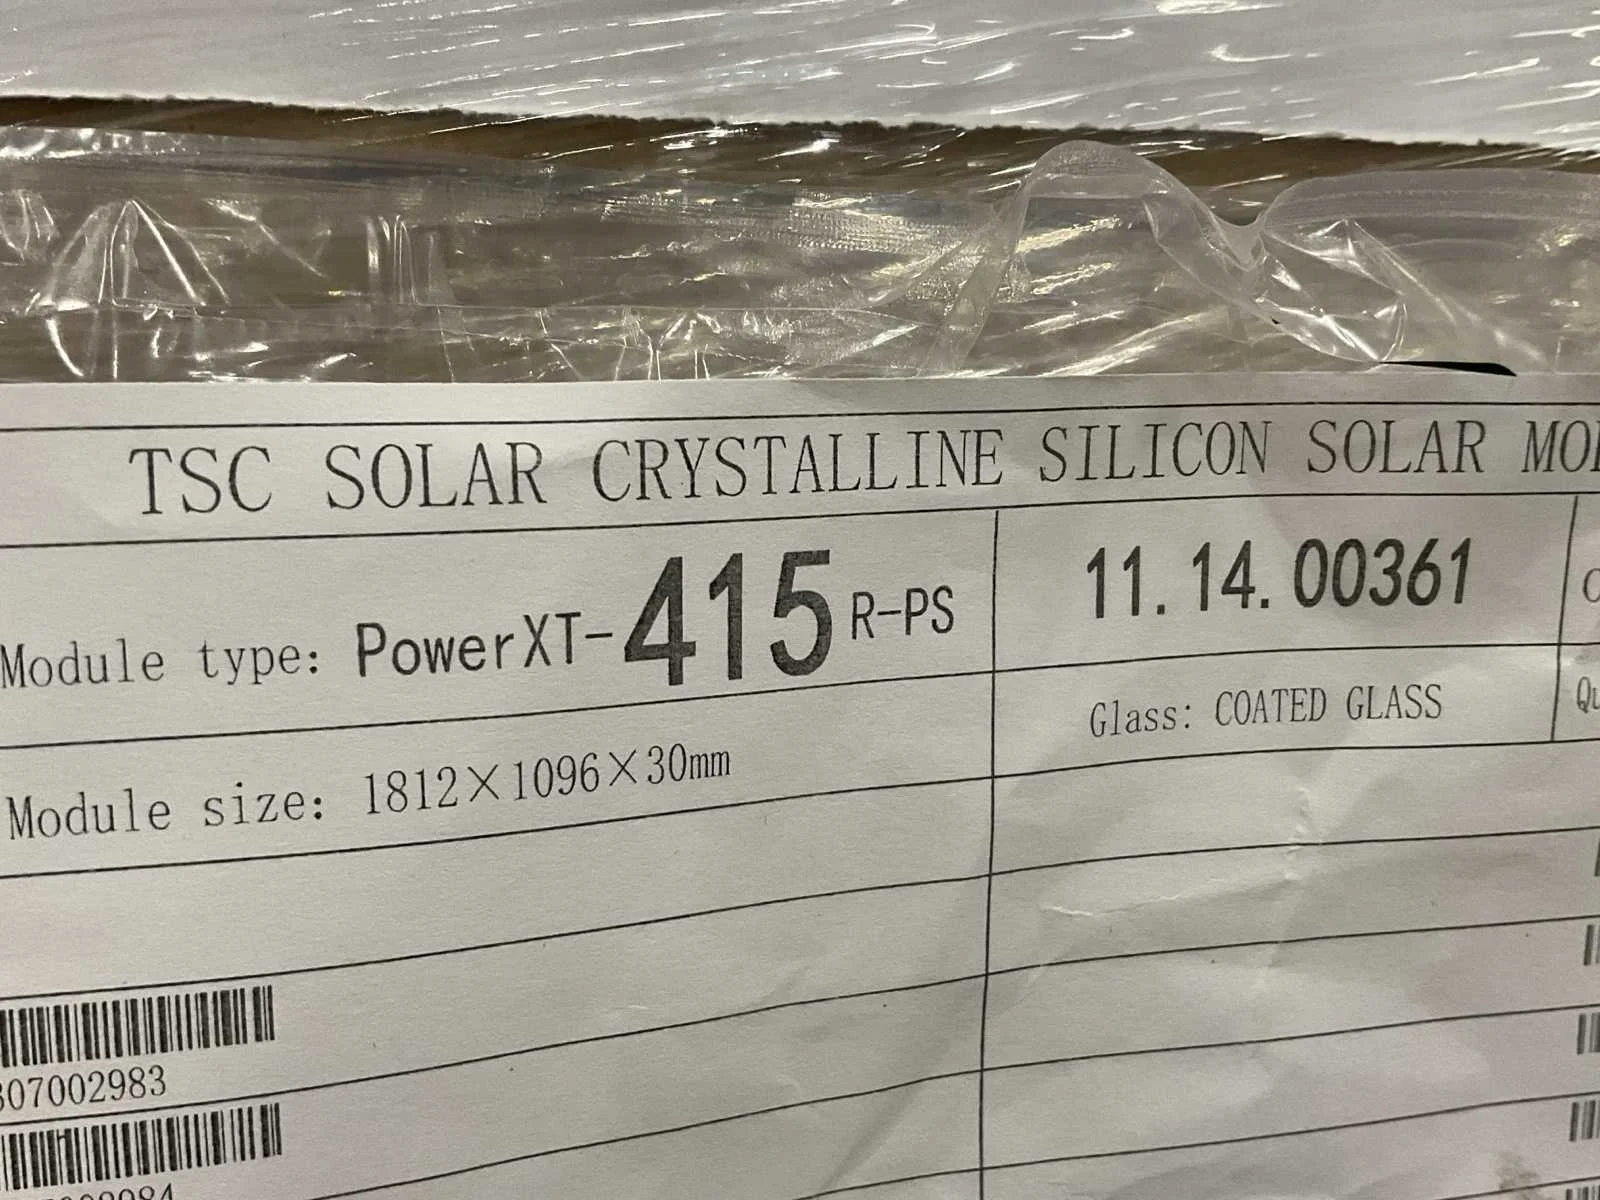 TSC SOLAR CRYSTALLINE SILICON SOLAR
Module type: PowerXT-415R-PS
11.14.00361
Module size: 1812×1096×30mm
Glass: COATED GLASS
307002983